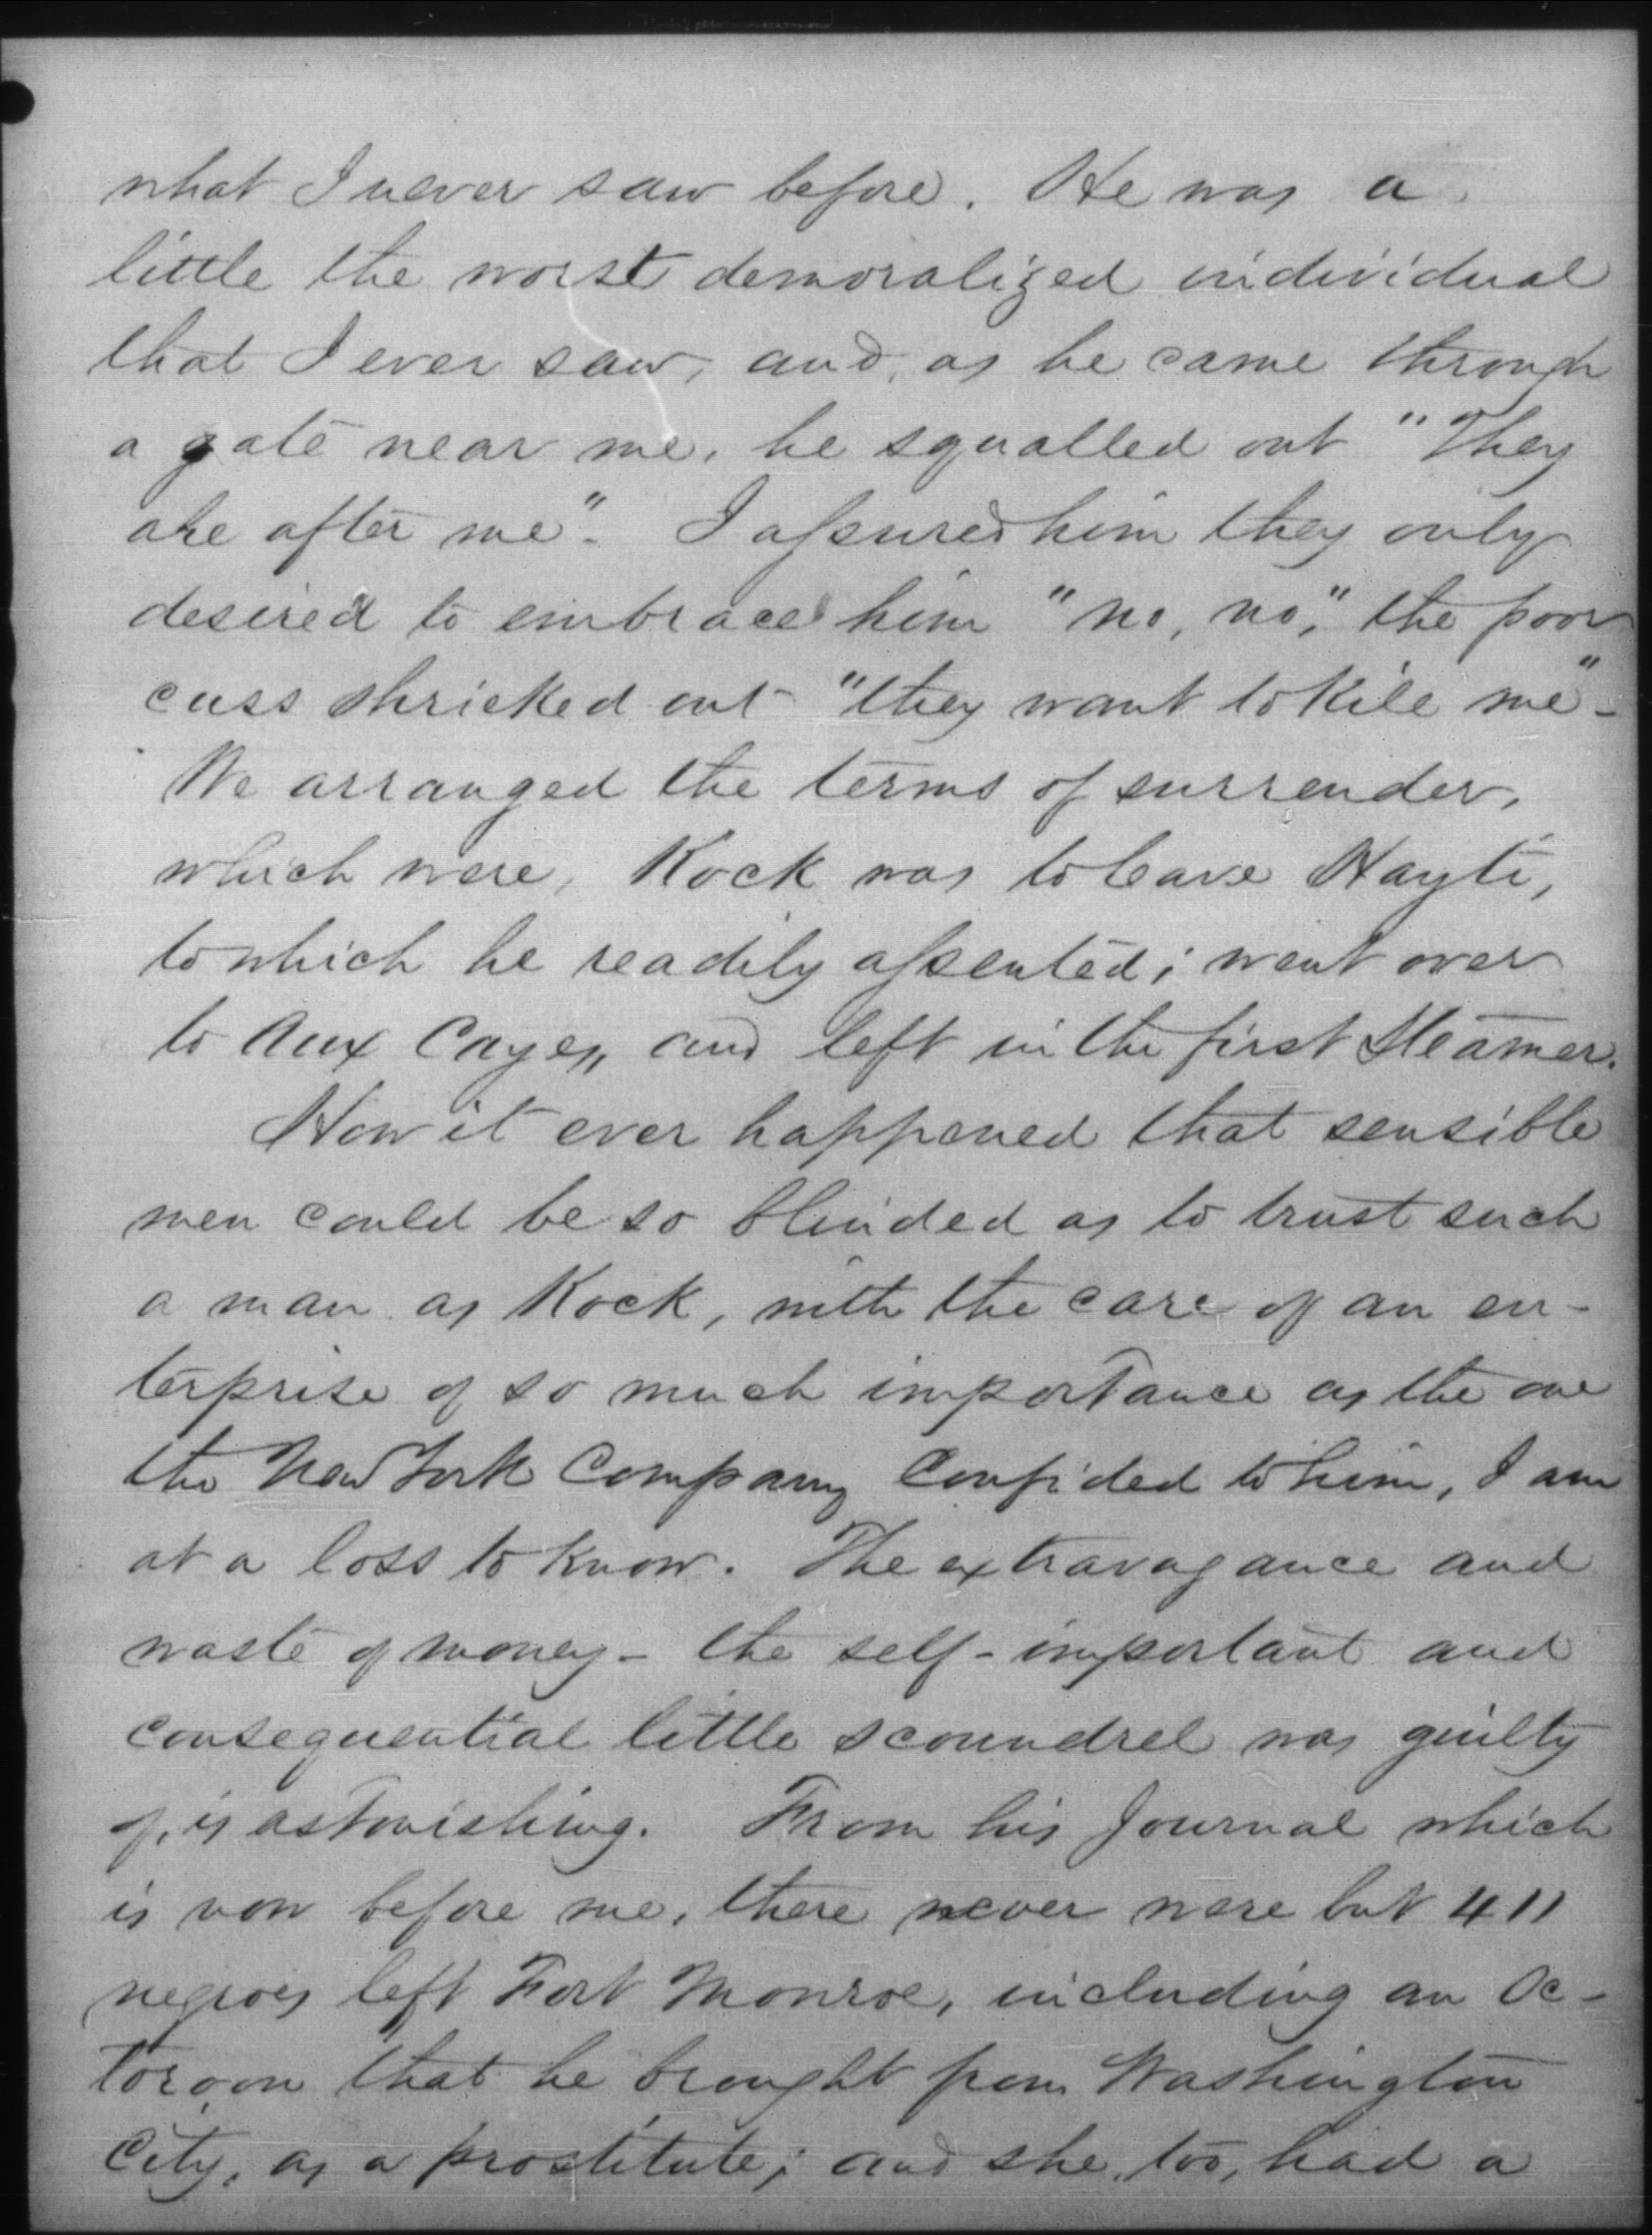 what I never saw before. He was a
little the worst demoralized individual
that I ever saw, and, as he came through
a gate near me, he squalled out "They
are after me". I assured him they only
desired to embrace him "no, no," the poor
cuss shrieked out "they want to kill me"-
We arranged the terms of surrender,
which were, Kock was to leave Hayti,
to which he readily assented; went over
to Aux Cayes, and left in the first Steamer.
How it ever happened that sensible
men could be so blinded as to trust such
a man as Kock, with the care of an en-
terprise of so much importance as the one
the New York Company confided to him, I am
at a loss to know. The extravagance and
waste of money - the self-important and
consequential little scoundrel was guilty
of, is astonishing. From his Journal which
is now before me, there never were but 411
negroes left Fort Monroe, including an Oc-
toroon that he brought from Washington
City, as a prostitute; and she, too, had a